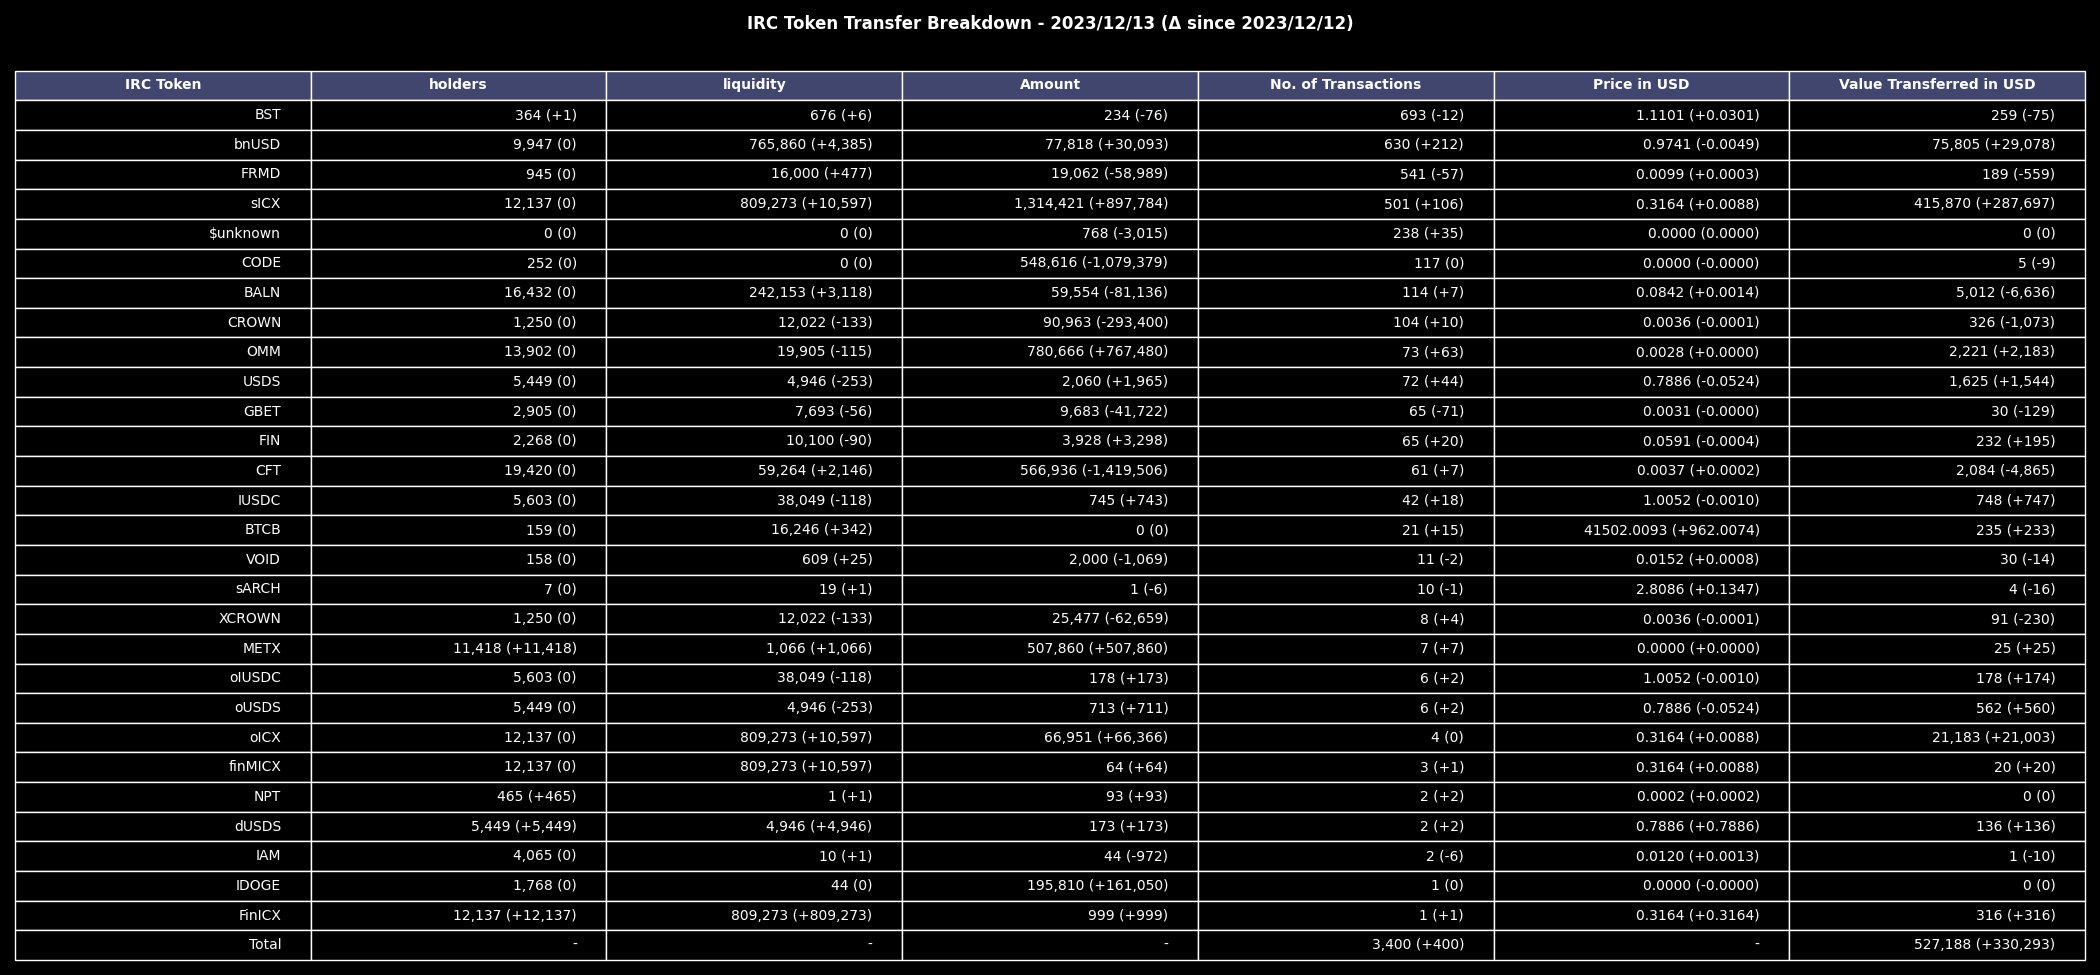 IRC Token Transfer Breakdown - 2023/12/13 (Δ since 2023/12/12)
IRC Token holders liquidity Amount No. of Transactions Price in USD Value Transferred in USD
BST 364 (+1) 676 (+6) 234 (-76) 693 (-12) 1.1101 (+0.0301) 259 (-75)
bnUSD 9,947 (0) 765,860 (+4,385) 77,818 (+30,093) 630 (+212) 0.9741 (-0.0049) 75,805 (+29,078)
FRMD 945 (0) 16,000 (+477) 19,062 (-58,989) 541 (-57) 0.0099 (+0.0003) 189 (-559)
sICX 12,137 (0) 809,273 (+10,597) 1,314,421 (+897,784) 501 (+106) 0.3164 (+0.0088) 415,870 (+287,697)
$unknown 0 (0) 0 (0) 768 (-3,015) 238 (+35) 0.0000 (0.0000) 0 (0)
CODE 252 (0) 0 (0) 548,616 (-1,079,379) 117 (0) 0.0000 (-0.0000) 5 (-9)
BALN 16,432 (0) 242,153 (+3,118) 59,554 (-81,136) 114 (+7) 0.0842 (+0.0014) 5,012 (-6,636)
CROWN 1,250 (0) 12,022 (-133) 90,963 (-293,400) 104 (+10) 0.0036 (-0.0001) 326 (-1,073)
OMM 13,902 (0) 19,905 (-115) 780,666 (+767,480) 73 (+63) 0.0028 (+0.0000) 2,221 (+2,183)
USDS 5,449 (0) 4,946 (-253) 2,060 (+1,965) 72 (+44) 0.7886 (-0.0524) 1,625 (+1,544)
GBET 2,905 (0) 7,693 (-56) 9,683 (-41,722) 65 (-71) 0.0031 (-0.0000) 30 (-129)
FIN 2,268 (0) 10,100 (-90) 3,928 (+3,298) 65 (+20) 0.0591 (-0.0004) 232 (+195)
CFT 19,420 (0) 59,264 (+2,146) 566,936 (-1,419,506) 61 (+7) 0.0037 (+0.0002) 2,084 (-4,865)
IUSDC 5,603 (0) 38,049 (-118) 745 (+743) 42 (+18) 1.0052 (-0.0010) 748 (+747)
BTCB 159 (0) 16,246 (+342) 0 (0) 21 (+15) 41502.0093 (+962.0074) 235 (+233)
VOID 158 (0) 609 (+25) 2,000 (-1,069) 11 (-2) 0.0152 (+0.0008) 30 (-14)
sARCH 7 (0) 19 (+1) 1 (-6) 10 (-1) 2.8086 (+0.1347) 4 (-16)
XCROWN 1,250 (0) 12,022 (-133) 25,477 (-62,659) 8 (+4) 0.0036 (-0.0001) 91 (-230)
METX 11,418 (+11,418) 1,066 (+1,066) 507,860 (+507,860) 7 (+7) 0.0000 (+0.0000) 25 (+25)
oIUSDC 5,603 (0) 38,049 (-118) 178 (+173) 6 (+2) 1.0052 (-0.0010) 178 (+174)
oUSDS 5,449 (0) 4,946 (-253) 713 (+711) 6 (+2) 0.7886 (-0.0524) 562 (+560)
oICX 12,137 (0) 809,273 (+10,597) 66,951 (+66,366) 4 (0) 0.3164 (+0.0088) 21,183 (+21,003)
finMICX 12,137 (0) 809,273 (+10,597) 64 (+64) 3 (+1) 0.3164 (+0.0088) 20 (+20)
NPT 465 (+465) 1 (+1) 93 (+93) 2 (+2) 0.0002 (+0.0002) 0 (0)
dUSDS 5,449 (+5,449) 4,946 (+4,946) 173 (+173) 2 (+2) 0.7886 (+0.7886) 136 (+136)
IAM 4,065 (0) 10 (+1) 44 (-972) 2 (-6) 0.0120 (+0.0013) 1 (-10)
IDOGE 1,768 (0) 44 (0) 195,810 (+161,050) 1 (0) 0.0000 (-0.0000) 0 (0)
FinICX 12,137 (+12,137) 809,273 (+809,273) 999 (+999) 1 (+1) 0.3164 (+0.3164) 316 (+316)
Total - - - 3,400 (+400) - 527,188 (+330,293)